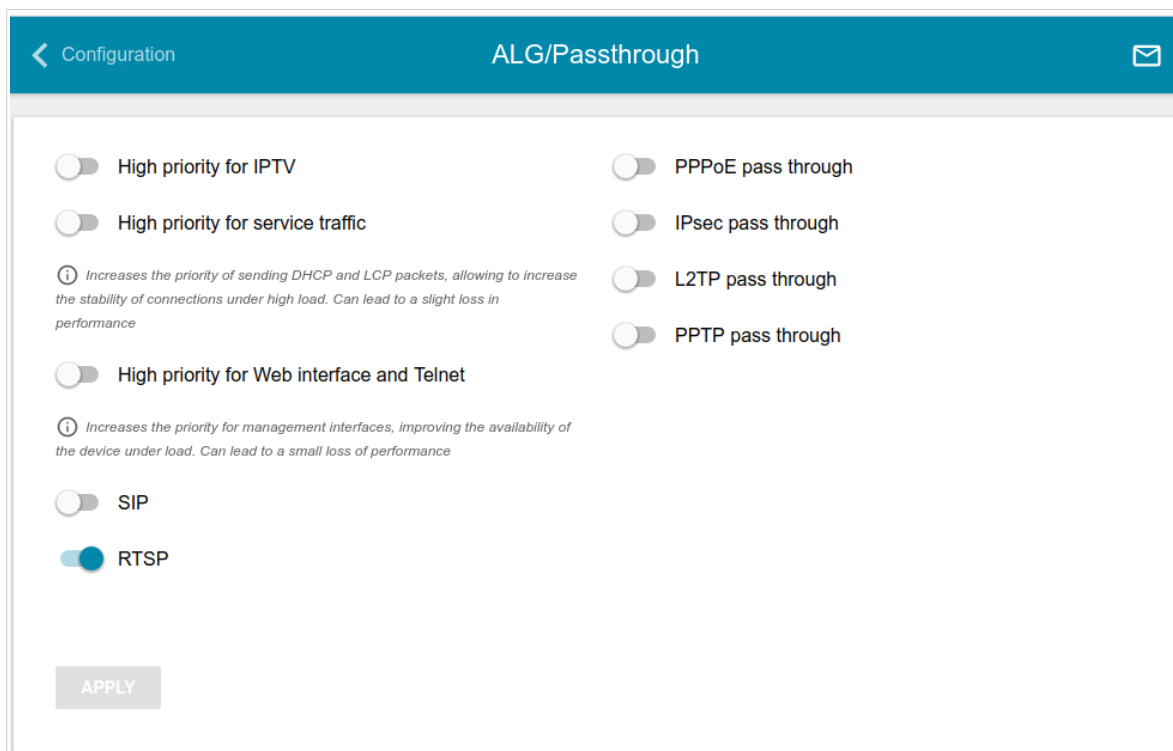 Configuration
ALG/Passthrough
High priority for IPTV
High priority for service traffic
Increases the priority of sending DHCP and LCP packets, allowing to increase
the stability of connections under high load. Can lead to a slight loss in
performance
High priority for Web interface and Telnet
Increases the priority for management interfaces, improving the availability of
the device under load. Can lead to a small loss of performance
SIP
RTSP
PPPoE pass through
IPsec pass through
L2TP pass through
PPTP pass through
APPLY